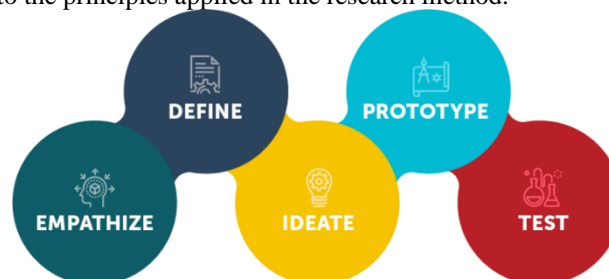 to the principles applied in the research method.
DEFINE
PROTOTYPE
EMPATHIZE
IDEATE
TEST